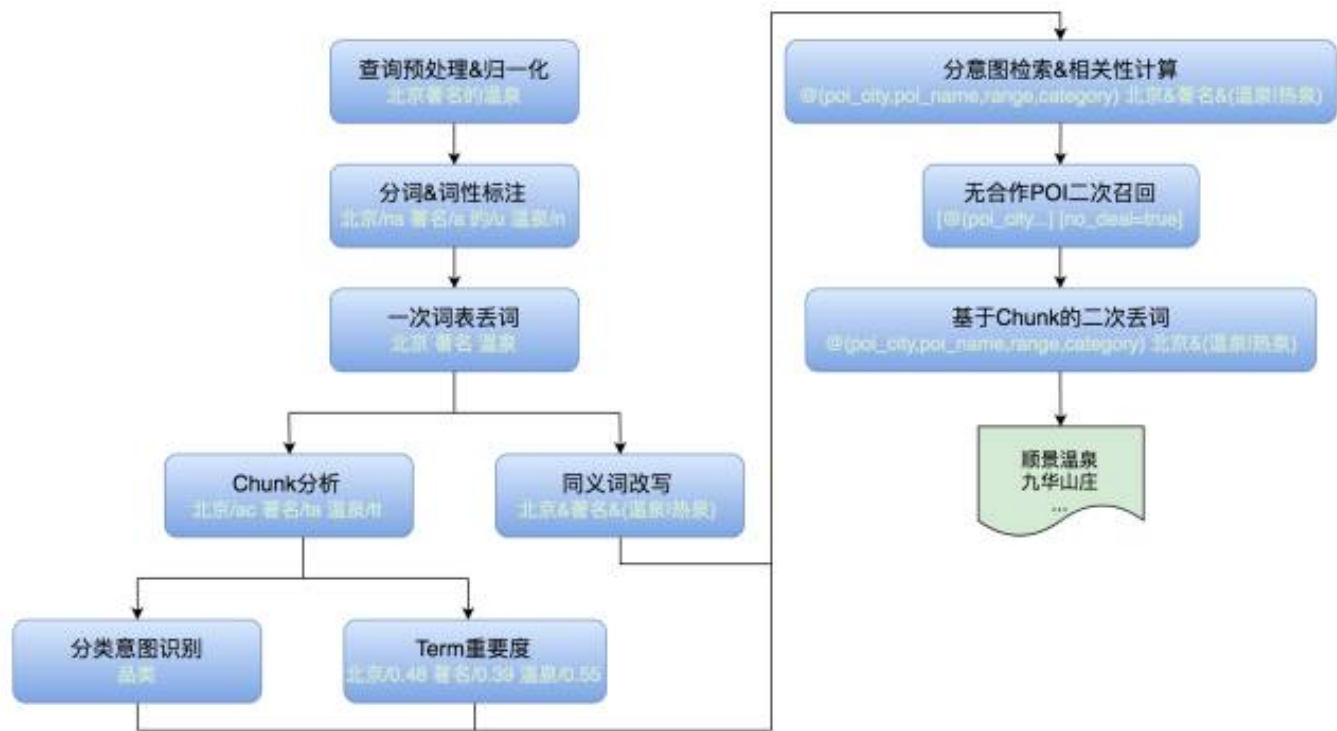 查询预处理&归一化
北京著名的温泉
分词&词性标注
北京/ns 著名/a 的/u 温泉/n
一次词表丢词
北京 著名 温泉
Chunk分析
北京/ac 著名/ta 温泉/tt
同义词改写
北京&著名&(温泉|热泉)
分类意图识别
品类
Term重要度
北京/0.48 著名/0.39 温泉/0.55
分意图检索&相关性计算
@(poi_city,poi_name,range,category) 北京&著名&(温泉|热泉)
无合作POI二次召回
[@(poi_city...] [no_deal=true]
基于Chunk的二次丢词
@(poi_city,poi_name,range,category) 北京&(温泉|热泉)
顺景温泉
九华山庄
...